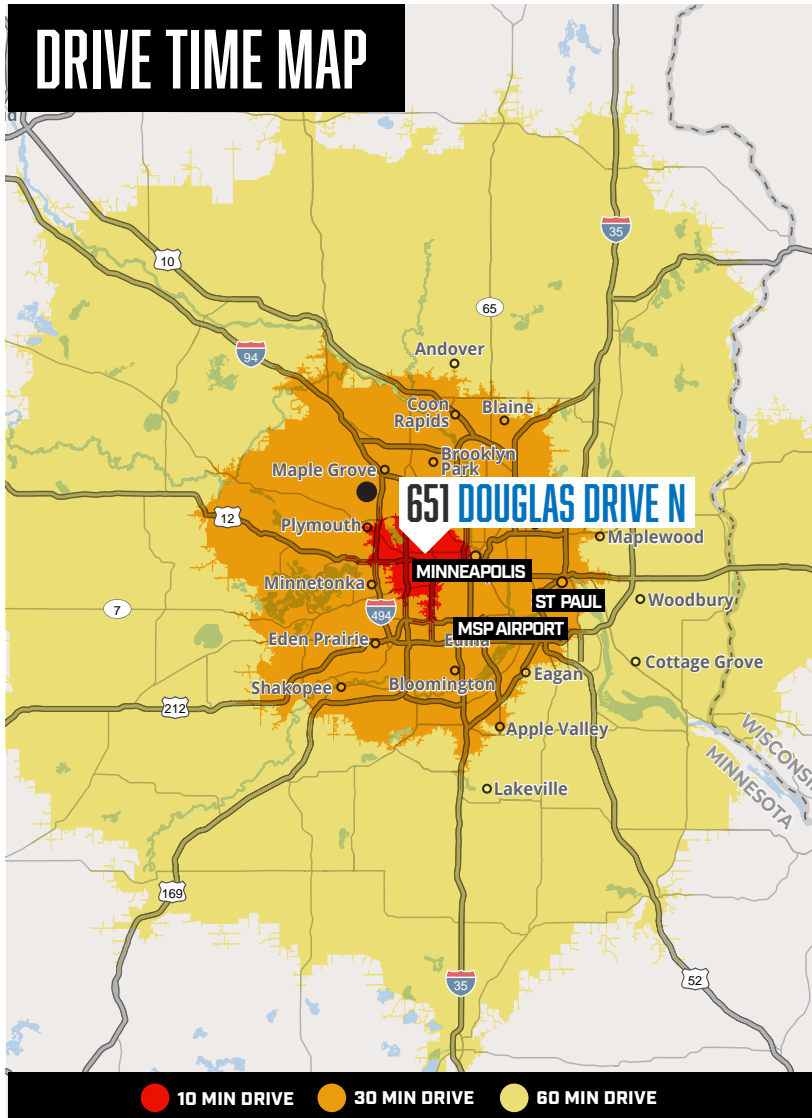 DRIVE TIME MAP
35
10
65
94
Andover
Coon
Rapids
Blaine
Brooklyn
Park
Maple Grove
651 DOUGLAS DRIVE N
12
Plymouth
Maplewood
MINNEAPOLIS
Minnetonka
ST PAUL
Woodbury
7
494
MSP AIRPORT
Eden Prairie
Edina
Cottage Grove
Shakopee
Bloomington
Eagan
212
Apple Valley
WISCONSI
MINNESOTA
Lakeville
169
35
52
10 MIN DRIVE
30 MIN DRIVE
60 MIN DRIVE